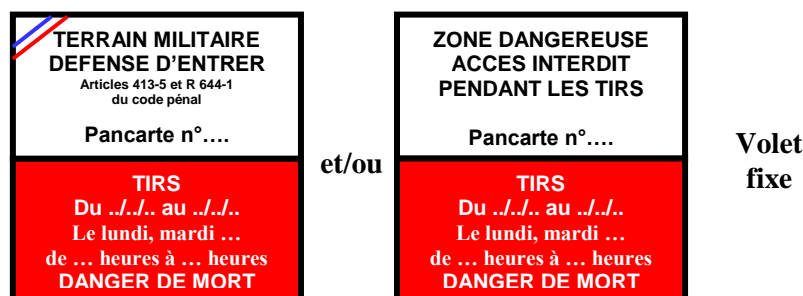 TERRAIN MILITAIRE
DEFENSE D’ENTRER
Articles 413-5 et R 644-1
du code pénal
Pancarte n°….
TIRS
Du ../../.. au ../../..
Le lundi, mardi …
de … heures à … heures
DANGER DE MORT
et/ou
ZONE DANGEREUSE
ACCES INTERDIT
PENDANT LES TIRS
Pancarte n°….
TIRS
Du ../../.. au ../../..
Le lundi, mardi …
de … heures à … heures
DANGER DE MORT
Volet
fixe